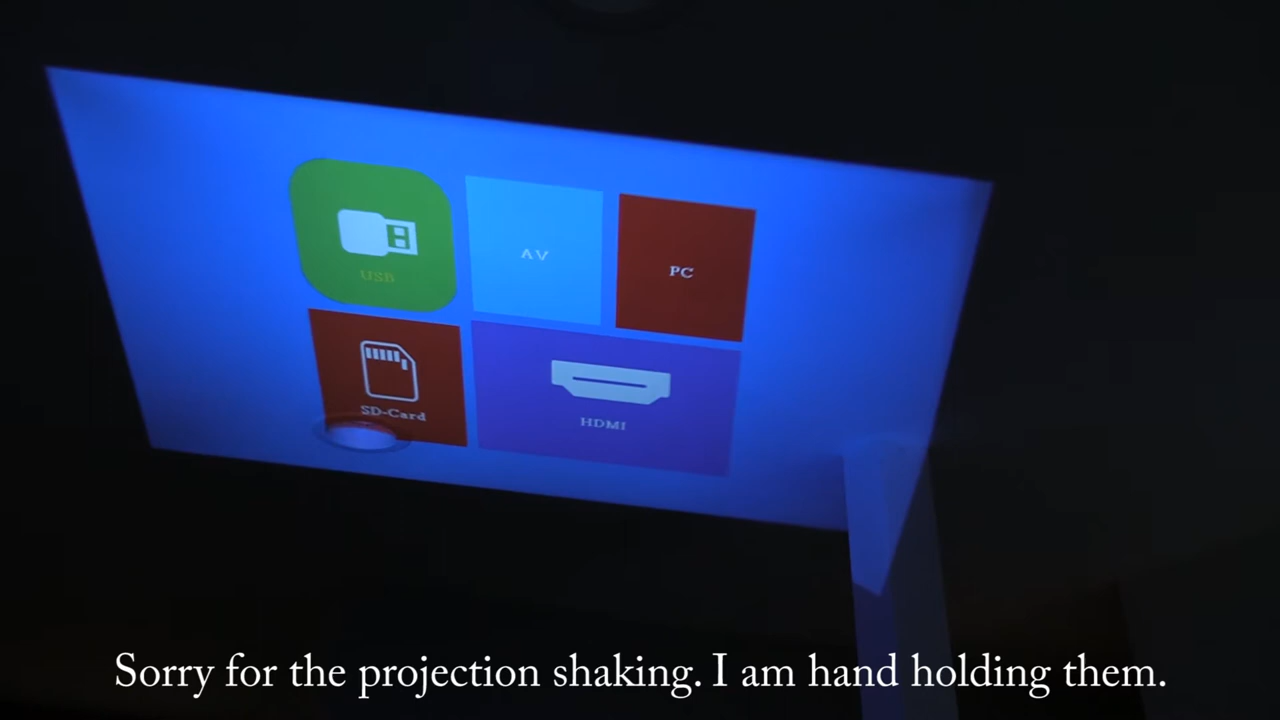 USB
AV
PC
SD-Card
HDMI
Sorry for the projection shaking. I am hand holding them.